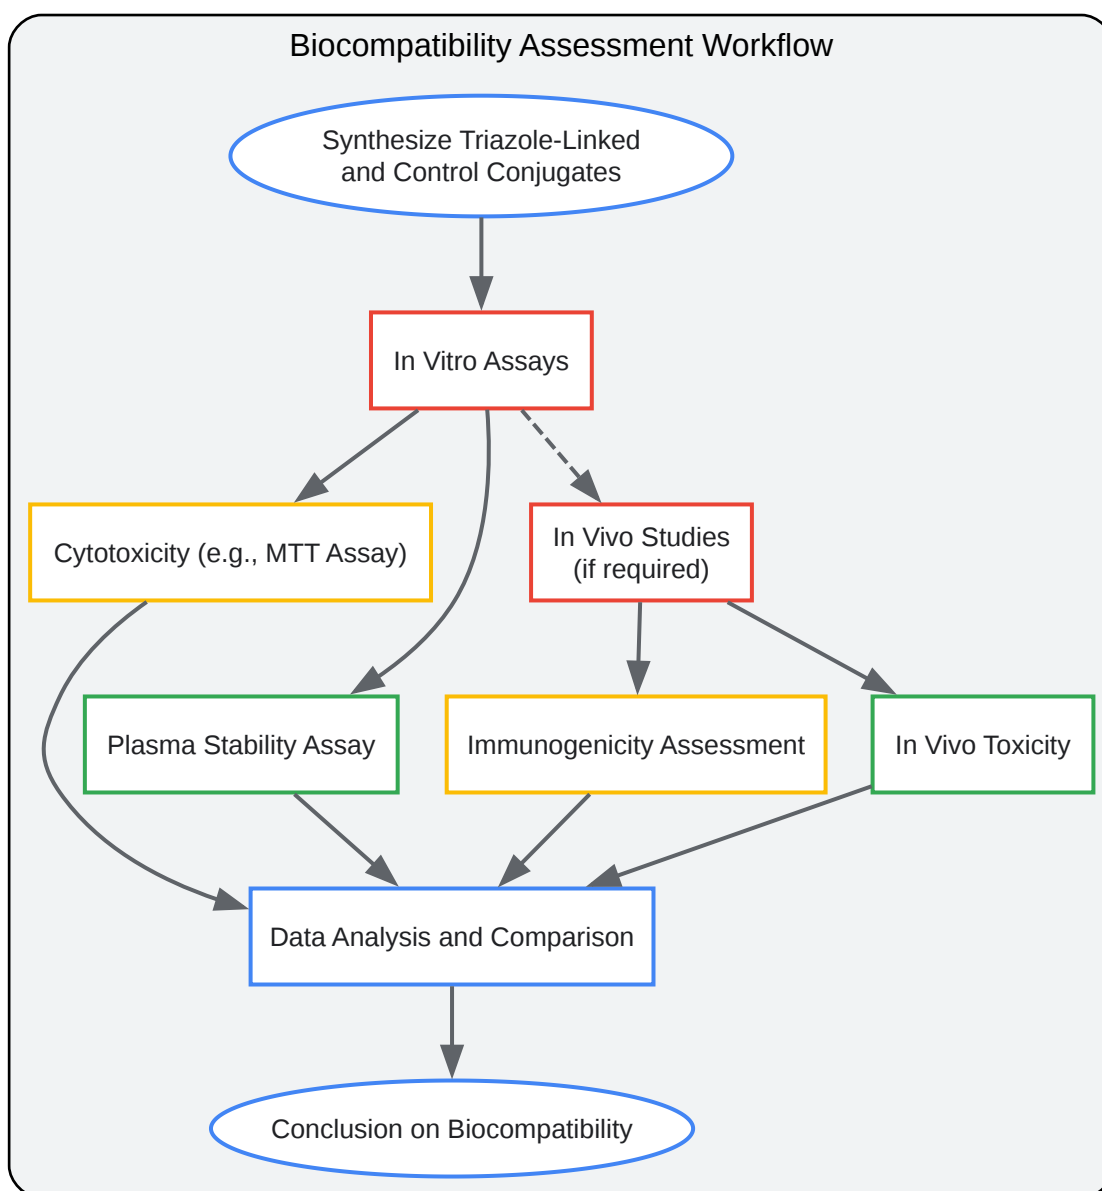 Biocompatibility Assessment Workflow
Synthesize Triazole-Linked
and Control Conjugates
In Vitro Assays
Cytotoxicity (e.g., MTT Assay)
In Vivo Studies
(if required)
Plasma Stability Assay
Immunogenicity Assessment
In Vivo Toxicity
Data Analysis and Comparison
Conclusion on Biocompatibility